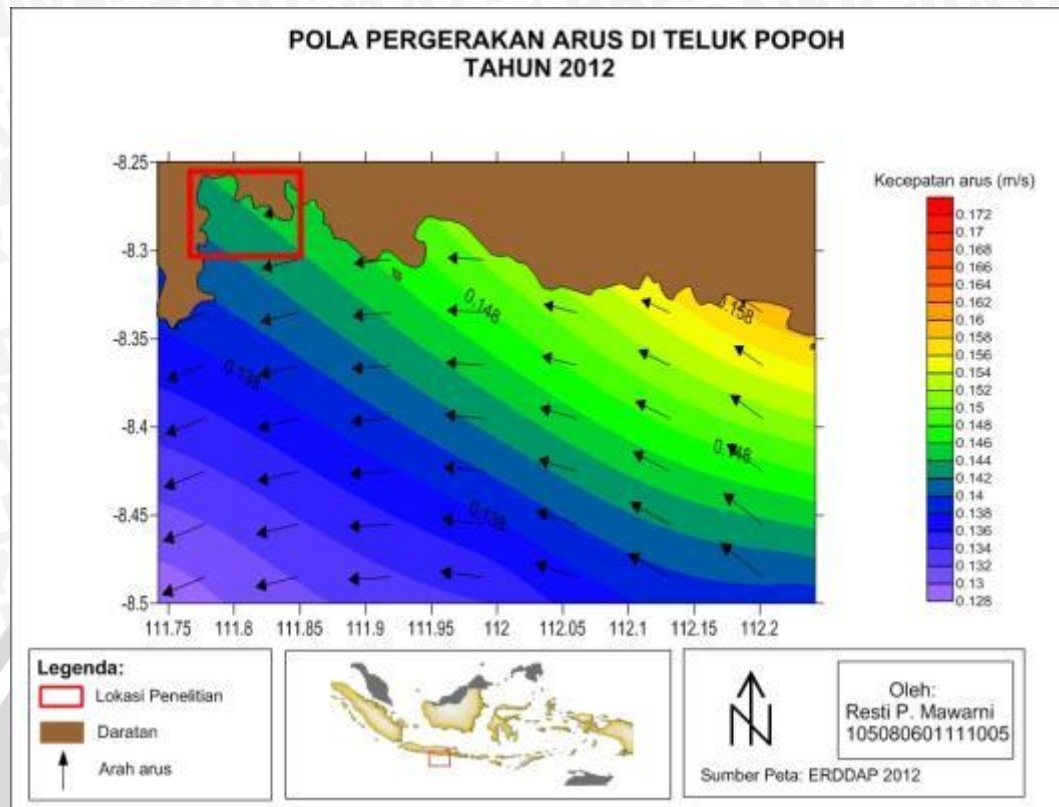 POLA PERGERAKAN ARUS DI TELUK POPOH
TAHUN 2012
Kecepatan arus (m/s)
0.172
0.17
0.168
0.166
0.164
0.162
0.16
0.158
0.156
0.154
0.152
0.15
0.148
0.146
0.144
0.142
0.14
0.138
0.136
0.134
0.13
0.128
-8.25
-8.3
-8.35
-8.4
-8.45
-8.5
0.158
0.148
0.138
0.148
0.138
111.75 111.8 111.85 111.9 111.95 112 112.05 112.1 112.15 112.2
Legenda:
Lokasi Penelitian
Daratan
Arah arus
N
Oleh:
Resti P. Mawarni
105080601111005
Sumber Peta: ERDDAP 2012